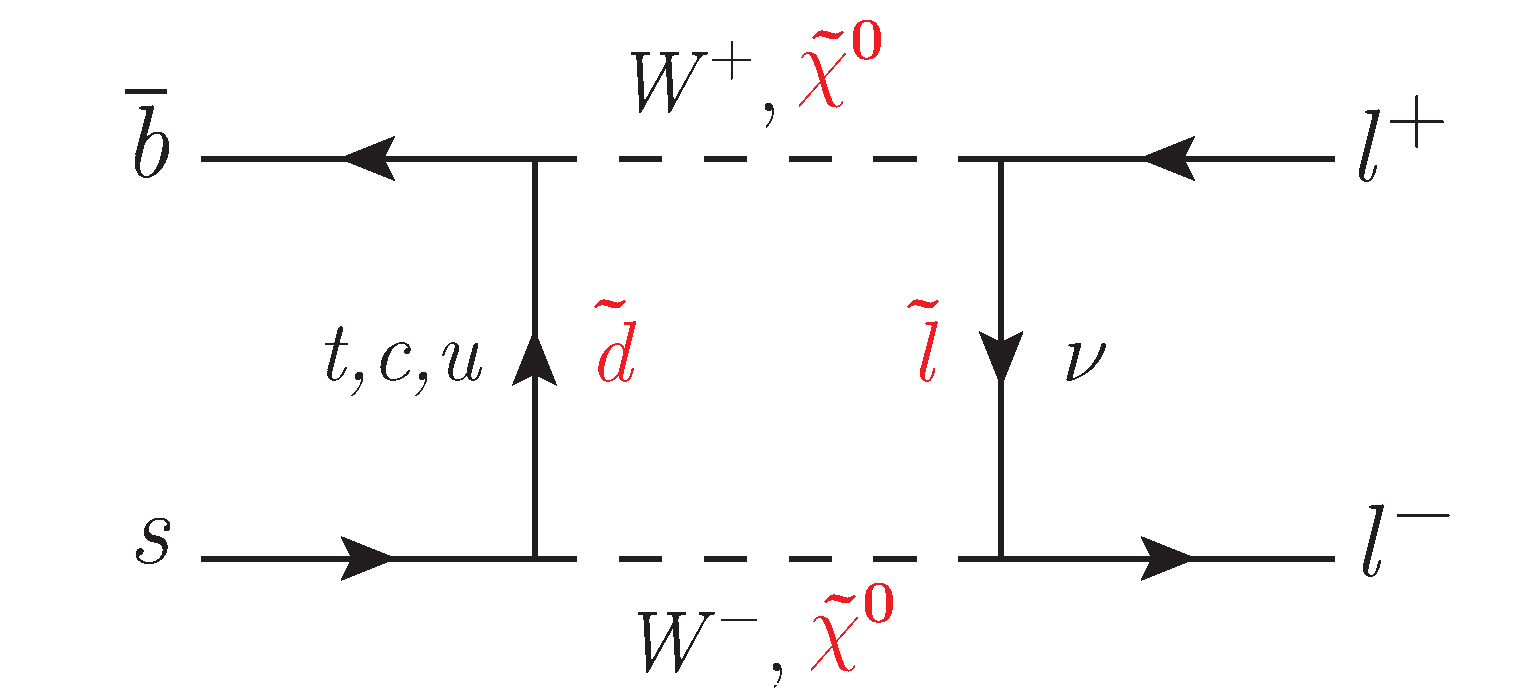 W⁺, χ̃⁰
b̅
l⁺
t, c, u
d̃
l̃
ν
s
l⁻
W⁻, χ̃⁰